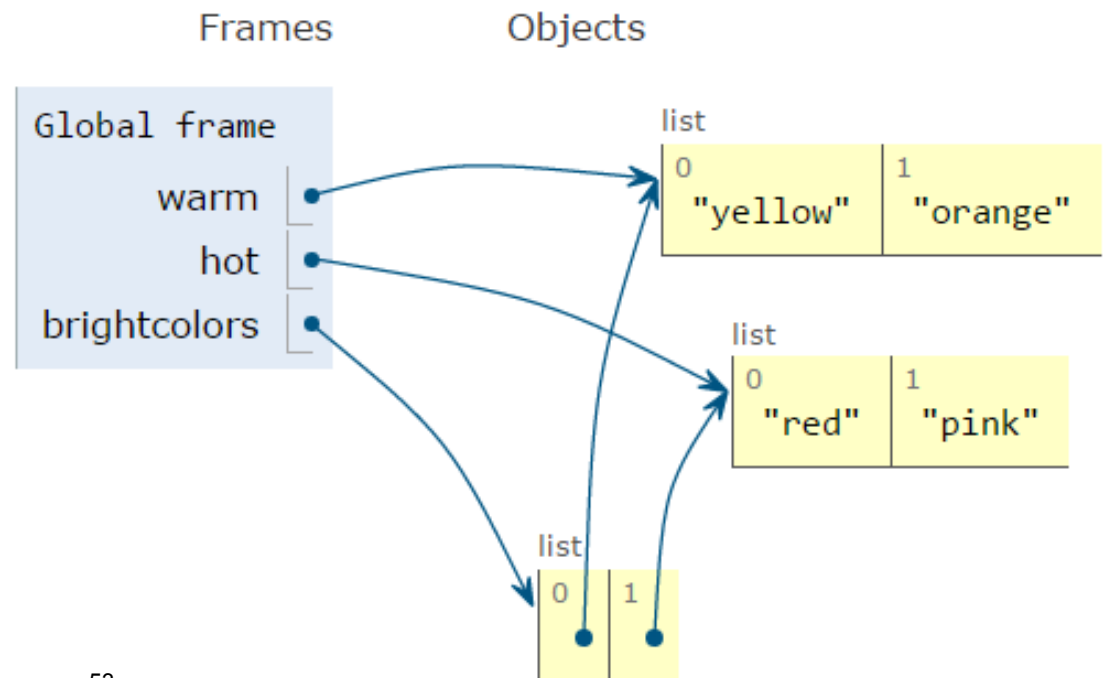 Frames Objects
Global frame
warm
hot
brightcolors
list
0 1
"yellow" "orange"
list
0 1
"red" "pink"
list
0 1